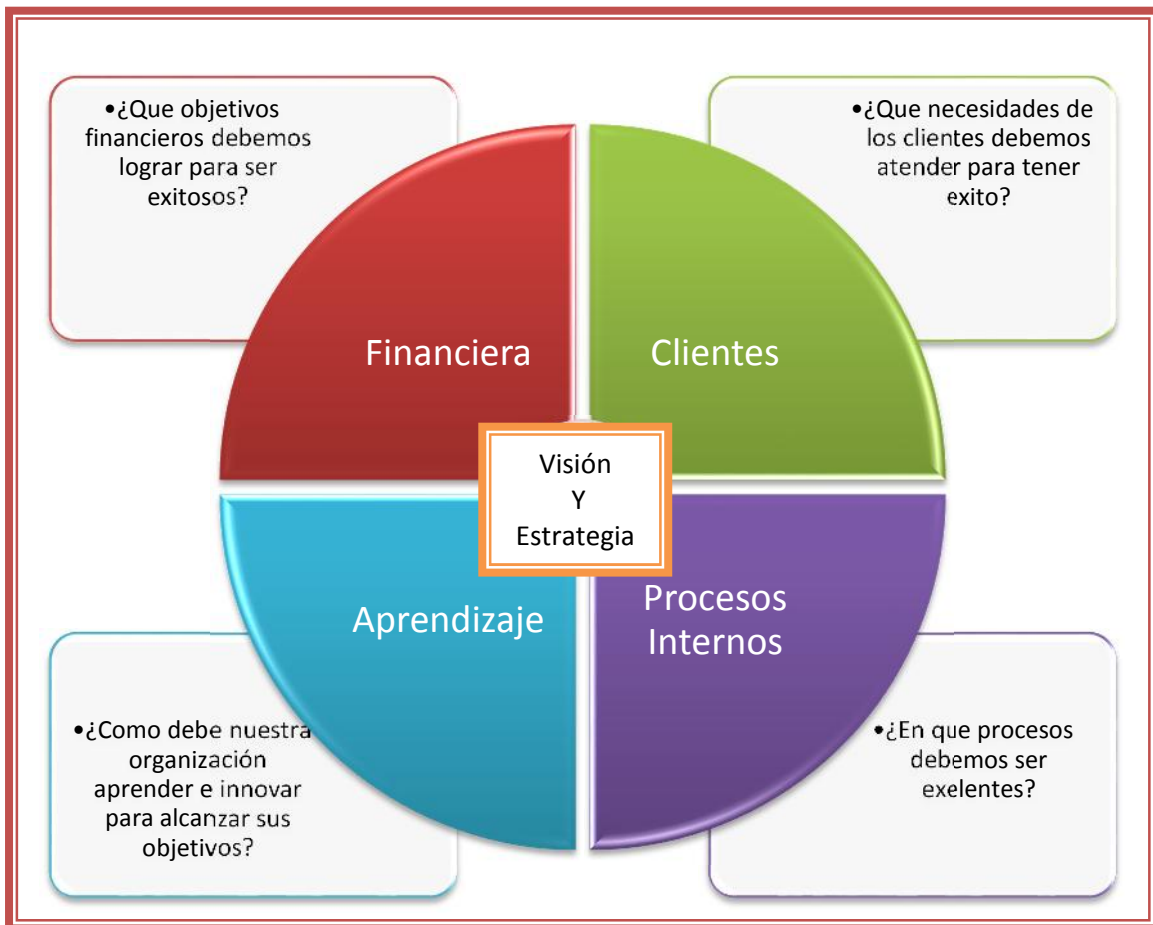 •¿Que objetivos
financieros debemos
lograr para ser
exitosos?
•¿Que necesidades de
los clientes debemos
atender para tener
exito?
Financiera
Clientes
Visión
Y
Estrategia
Aprendizaje
Procesos
Internos
•¿Como debe nuestra
organización
aprender e innovar
para alcanzar sus
objetivos?
•¿En que procesos
debemos ser
exelentes?